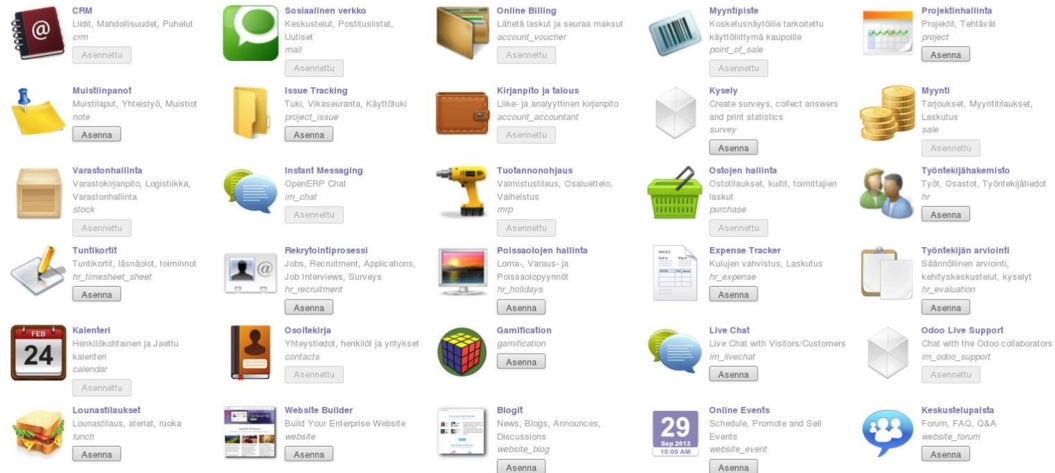 CRM
Liidit, Mahdollisuudet, Puhelut
crm
Asennettu
Sosiaalinen verkko
Keskustelut, Postituslistat,
Uutiset
mail
Asennettu
Online Billing
Lähetä laskut ja seuraa maksut
account_voucher
Asennettu
Myyntipiste
Kosketusnäytöille tarkoitettu
käyttöliittymä kaupoille
point_of_sale
Asennettu
Projektinhallinta
Projektit, Tehtävät
project
Asenna
Muistiinpanot
Muistilaput, Yhteistyö, Muistiot
note
Asenna
Issue Tracking
Tuki, Vikaseuranta, Käyttötuki
project_issue
Asenna
Kirjanpito ja talous
Liike- ja analyyttinen kirjanpito
account_accountant
Asennettu
Kysely
Create surveys, collect answers
and print statistics
survey
Asenna
Myynti
Tarjoukset, Myyntitilaukset,
Laskutus
sale
Asennettu
Varastonhallinta
Varastokirjanpito, Logistiikka,
Varastonhallinta
stock
Asennettu
Instant Messaging
OpenERP Chat
im_chat
Asennettu
Tuotannonohjaus
Valmistustilaus, Osaluettelo,
Vaiheistus
mrp
Asennettu
Ostojen hallinta
Ostotilaukset, kuitit, toimittajien
laskut
purchase
Asennettu
Työntekijähakemisto
Työt, Osastot, Työntekijätiedot
hr
Asenna
Tuntikortit
Tuntikortit, läsnäolot, toiminnot
hr_timesheet_sheet
Asenna
Rekrytointiprosessi
Jobs, Recruitment, Applications,
Job Interviews, Surveys
hr_recruitment
Asenna
Poissaolojen hallinta
Loma-, Varaus- ja
Poissaolopyynnöt
hr_holidays
Asenna
Expense Tracker
Kulujen vahvistus, Laskutus
hr_expense
Asenna
Työntekijän arviointi
Säännöllinen arviointi,
kehityskeskustelut, kyselyt
hr_evaluation
Asenna
FEB
24
Kalenteri
Henkilökohtainen ja Jaettu
kalenteri
calendar
Asennettu
Osoitekirja
Yhteystiedot, henkilöt ja yritykset
contacts
Asennettu
Gamification
gamification
Asenna
Live Chat
Live Chat with Visitors/Customers
im_livechat
Asenna
Odoo Live Support
Chat with the Odoo collaborators
im_odoo_support
Asennettu
Lounastilaukset
Lounastilaus, ateriat, ruoka
lunch
Asenna
Website Builder
Build Your Enterprise Website
website
Asenna
Blogit
News, Blogs, Announces,
Discussions
website_blog
Asenna
29
Sep 2013
10:00 AM
Online Events
Schedule, Promote and Sell
Events
website_event
Asenna
Keskustelupalsta
Forum, FAQ, Q&A
website_forum
Asenna